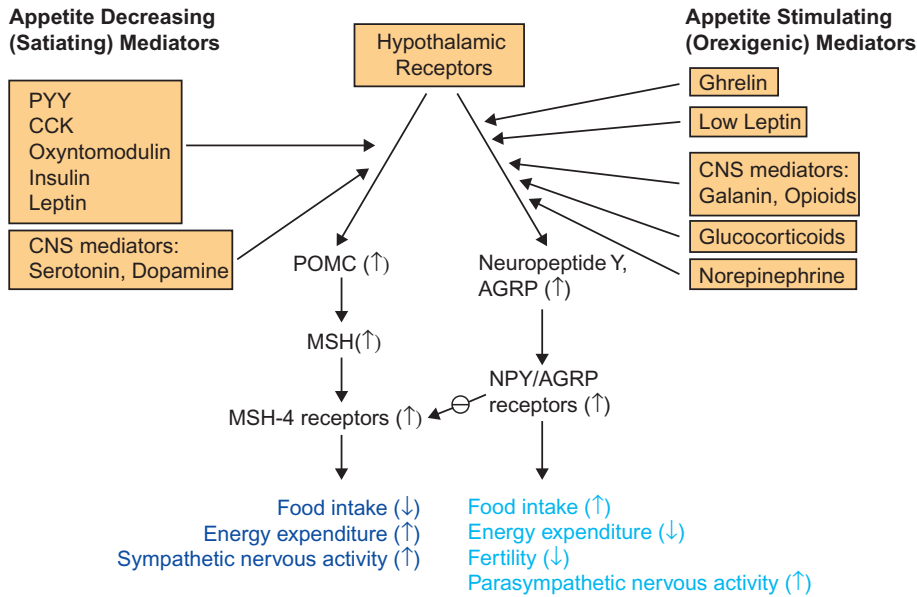 Appetite Decreasing
(Satiating) Mediators
Hypothalamic
Receptors
Appetite Stimulating
(Orexigenic) Mediators
PYY
CCK
Oxyntomodulin
Insulin
Leptin
CNS mediators:
Serotonin, Dopamine
Ghrelin
Low Leptin
CNS mediators:
Galanin, Opioids
Glucocorticoids
Norepinephrine
POMC (↑)
MSH(↑)
MSH-4 receptors (↑)
Neuropeptide Y,
AGRP (↑)
NPY/AGRP
receptors (↑)
Food intake (↓)
Energy expenditure (↑)
Sympathetic nervous activity (↑)
Food intake (↑)
Energy expenditure (↓)
Fertility (↓)
Parasympathetic nervous activity (↑)